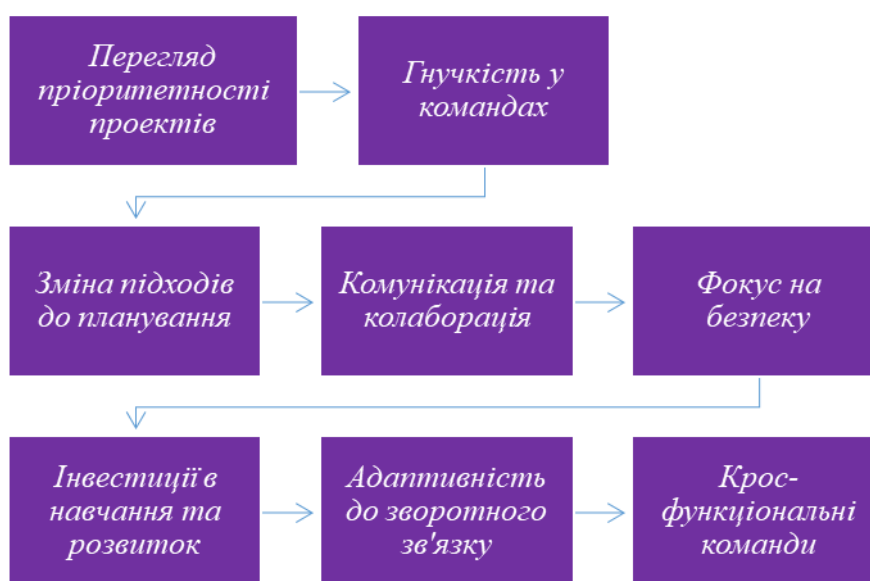 Перегляд
пріоритетності
проектів
Гнучкість у
командах
Зміна підходів
до планування
Комунікація та
колаборація
Фокус на
безпеку
Інвестиції в
навчання та
розвиток
Адаптивність
до зворотного
зв'язку
Крос-
функціональні
команди